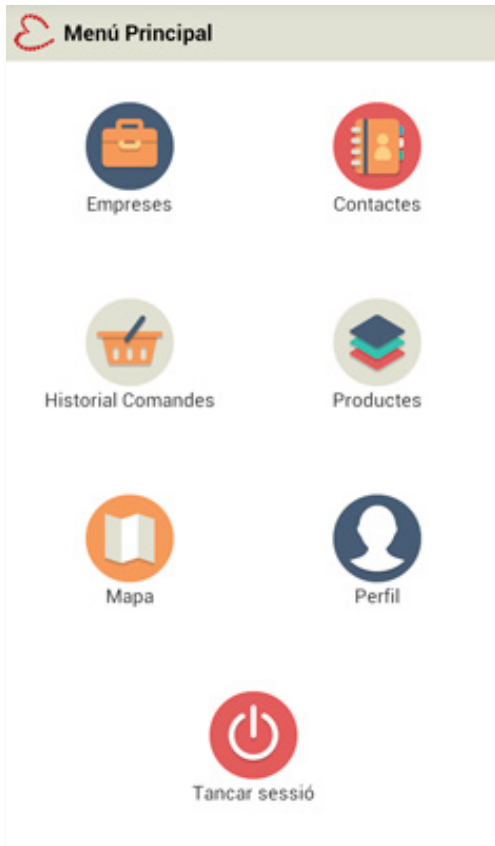 Menú Principal
Empreses
Contactes
Historial Comandes
Productes
Mapa
Perfil
Tancar sessió